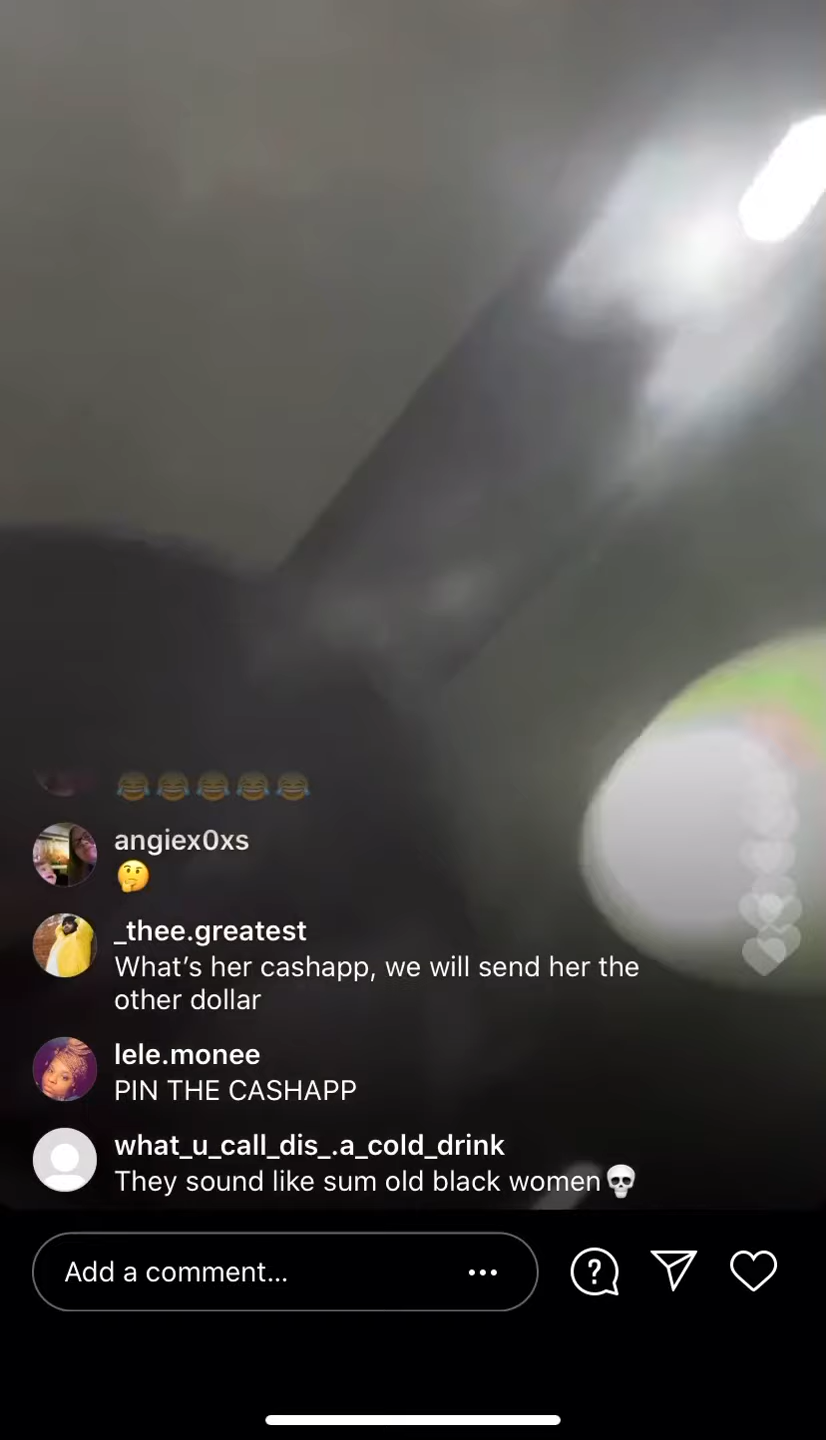 😂😂😂😂😂
angiex0xs
🤔
_thee.greatest
What's her cashapp, we will send her the
other dollar
lele.monee
PIN THE CASHAPP
what_u_call_dis_.a_cold_drink
They sound like sum old black women💀
Add a comment...